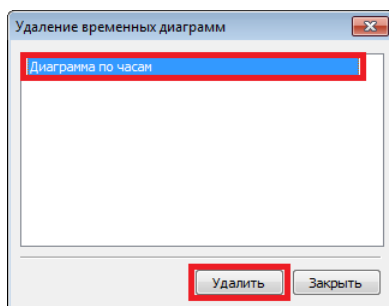 Удаление временных диаграмм
Диаграмма по часам
Удалить Закрыть